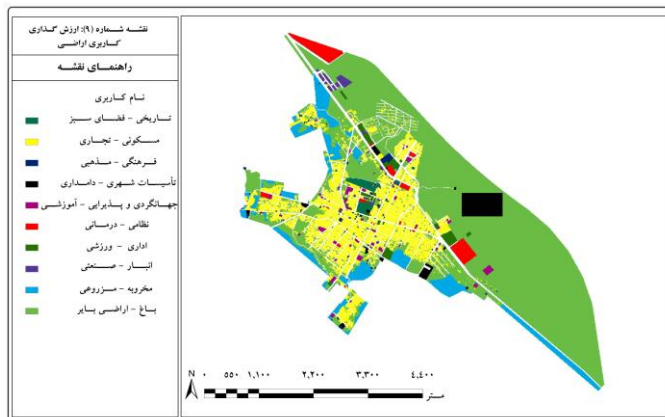 نقشه شماره (۹): ارزش گذاری
کاربری اراضی
راهنمای نقشه
نام کاربری
تاریخی - فضای سبز
مسکونی - تجاری
فرهنگی - مذهبی
تأسیسات شهری - دامداری
جهانگردی و پذیرایی - آموزشی
نظامی - درمانی
اداری - ورزشی
انبار - صنعتی
مخروبه - مزروعی
باغ - اراضی بایر
N
۰ ۵۵۰ ۱,۱۰۰ ۲,۲۰۰ ۳,۳۰۰ ۴,۴۰۰
متر